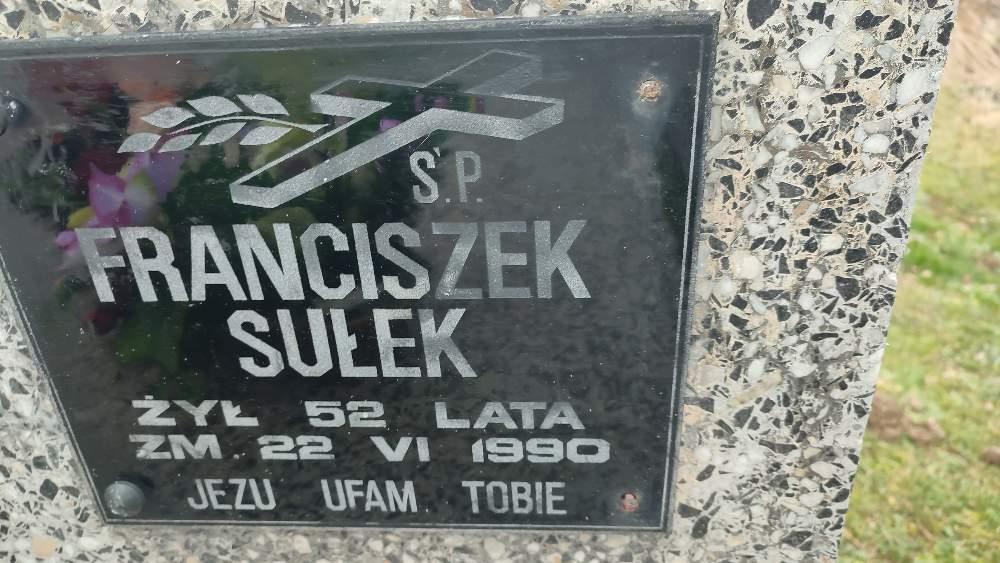 Ś.P.
FRANCISZEK
SUŁEK
ŻYŁ 52 LATA
ZM. 22 VI 1990
JEZU UFAM TOBIE